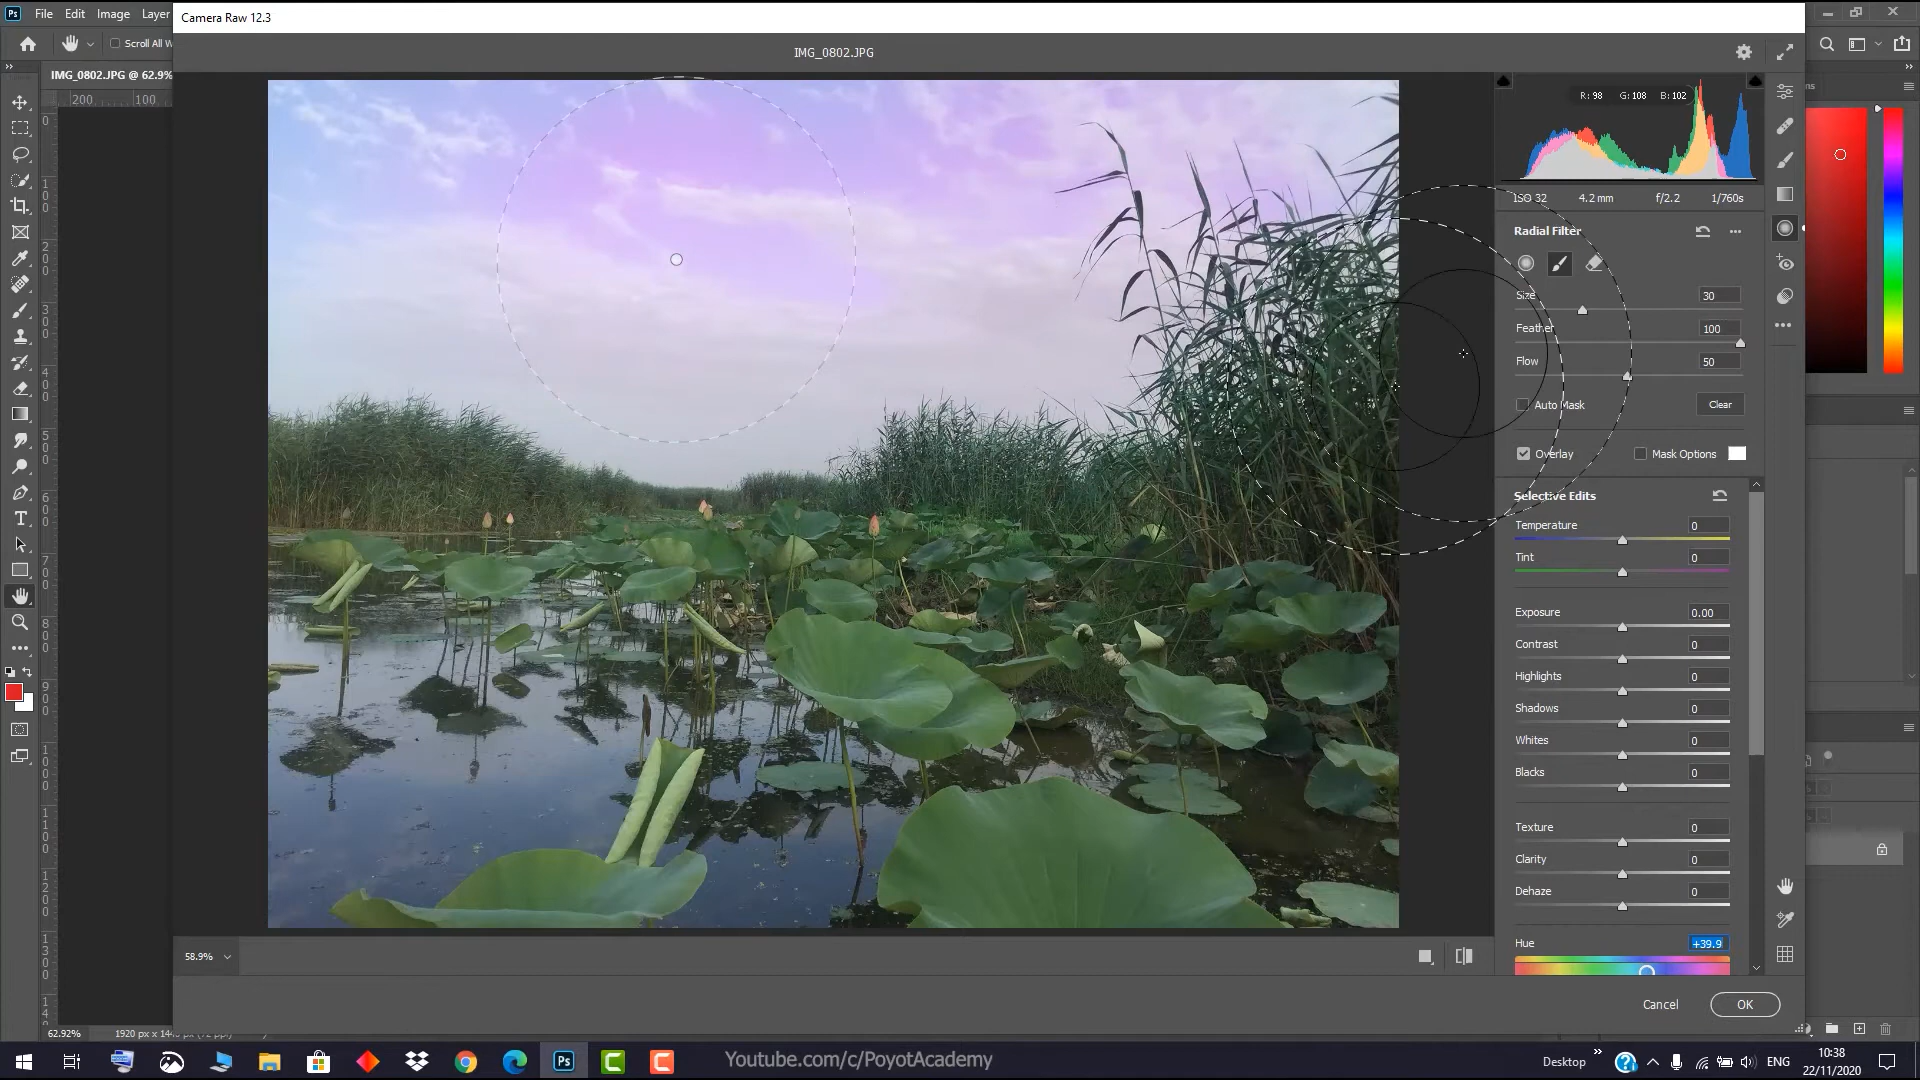 Camera Raw 12.3
File Edit Image Layer
IMG_0802.JPG
Scroll All W
IMG_0802.JPG @ 62.9%
200 100
R: 98 G: 108 B: 102
ISO 32 4.2 mm f/2.2 1/760s
Radial Filter
Size 30
Feather 100
Flow 50
Auto Mask Clear
Overlay Mask Options
Selective Edits
Temperature 0
Tint 0
Exposure 0.00
Contrast 0
Highlights 0
Shadows 0
Whites 0
Blacks 0
Texture 0
Clarity 0
Dehaze 0
Hue +39.9
58.9%
Cancel OK
62.92%
Youtube.com/c/PoyotAcademy
Desktop ENG
10:38
22/11/2020